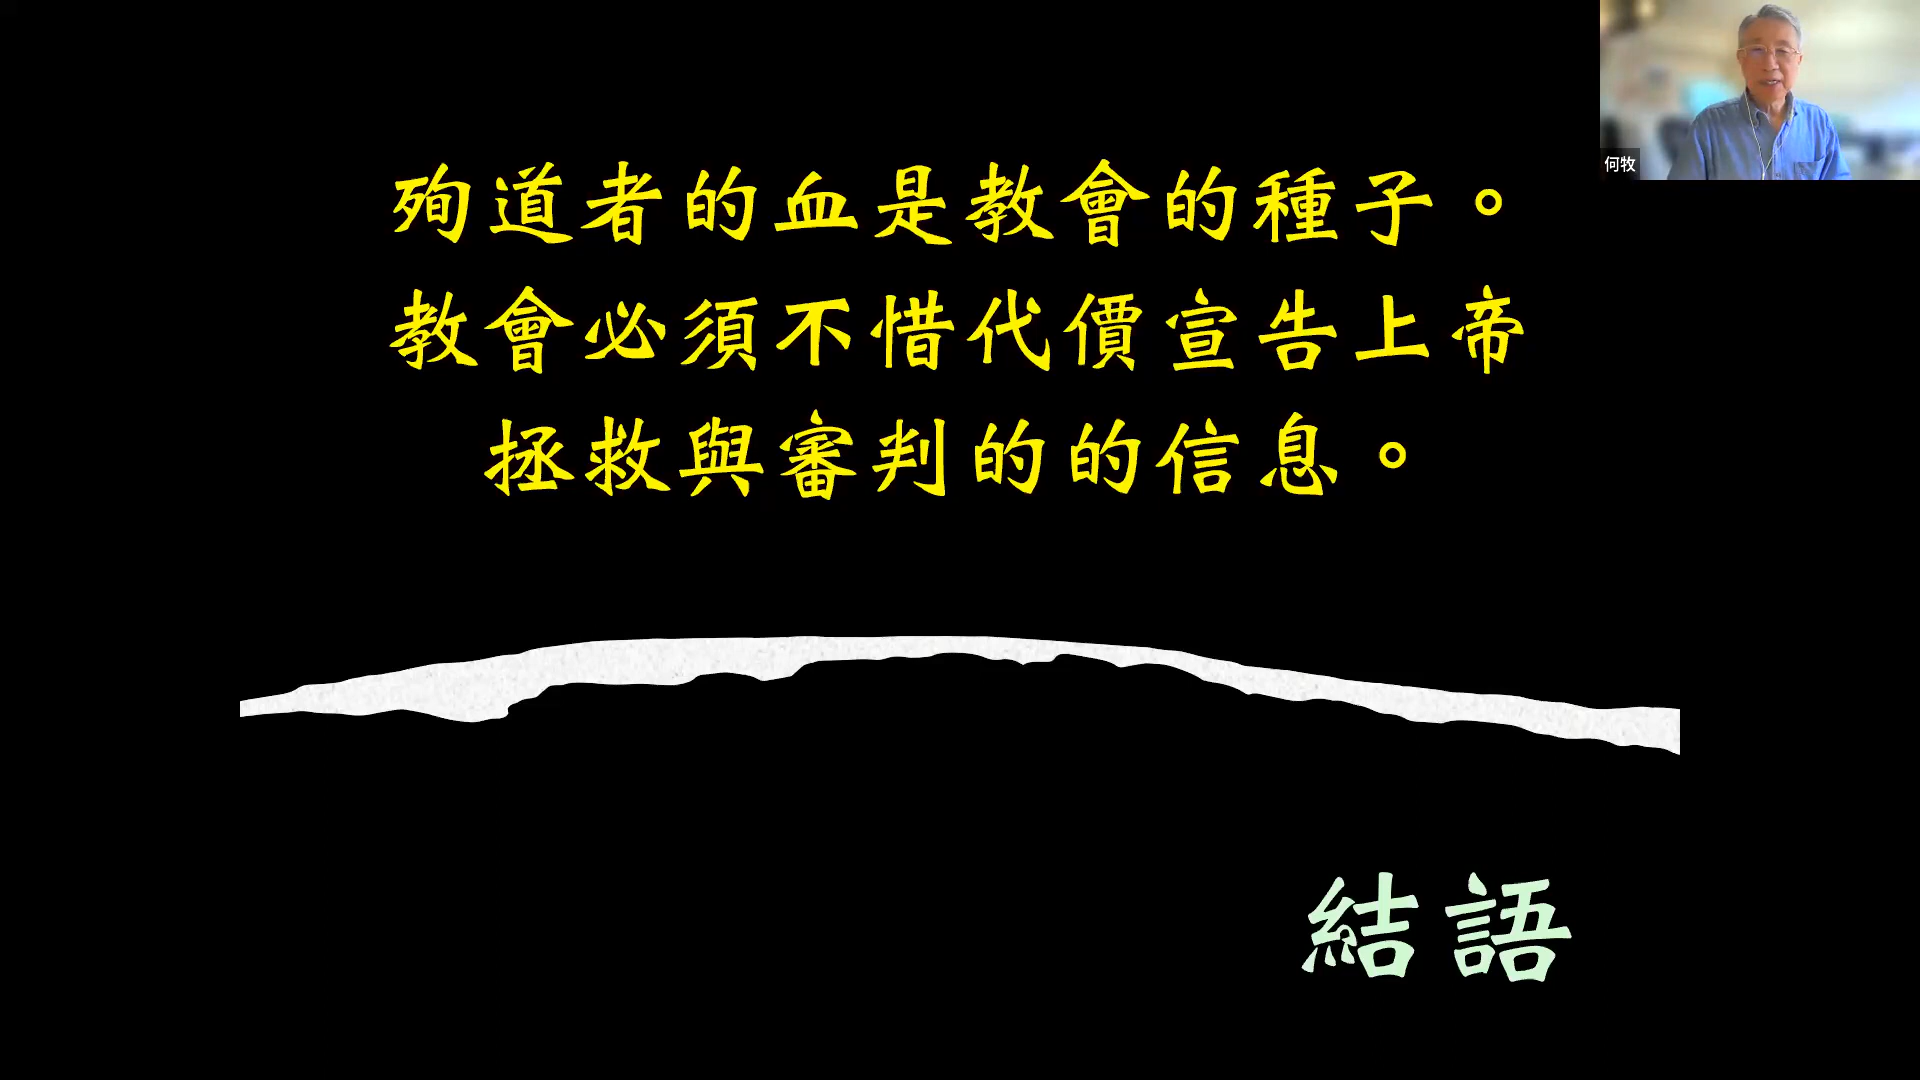 何牧
殉道者的血是教會的種子。
教會必須不惜代價宣告上帝
拯救與審判的的信息。
結語